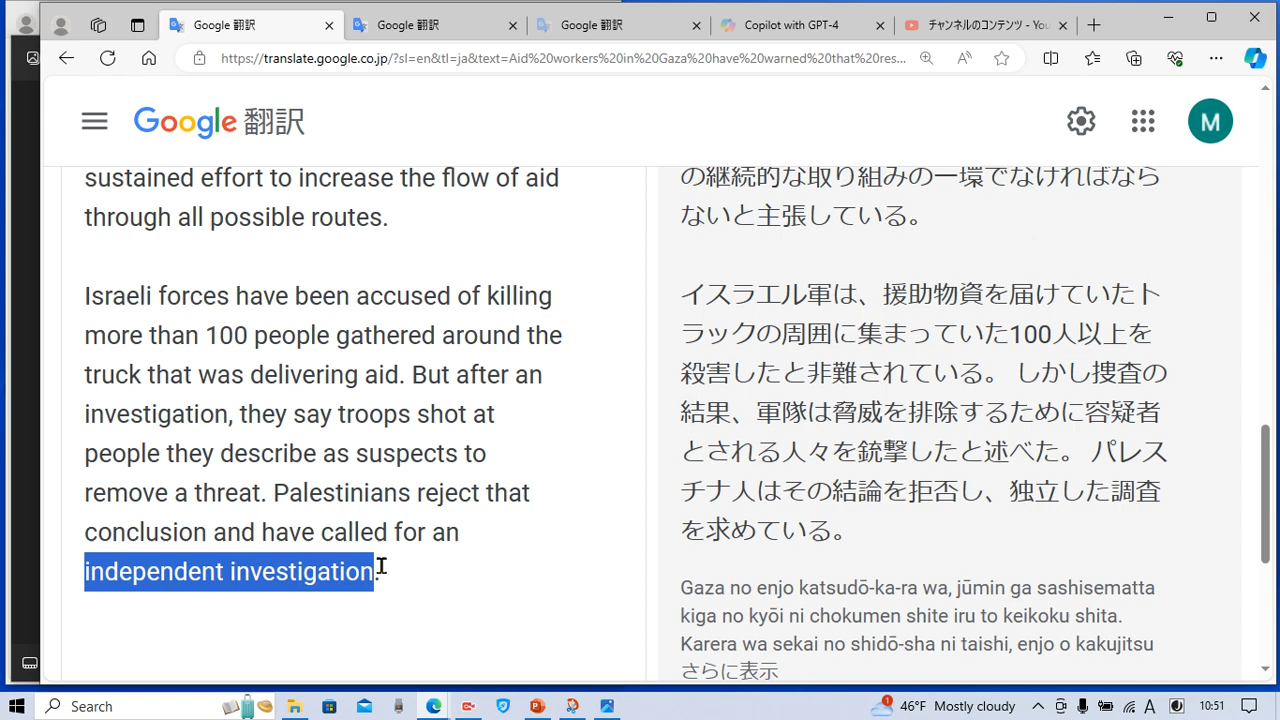 Google 翻訳
Google 翻訳
Google 翻訳
Copilot with GPT-4
チャンネルのコンテンツ - You
https://translate.google.co.jp/?sl=en&tl=ja&text=Aid%20workers%20in%20Gaza%20have%20warned%20that%20res...
Google 翻訳
M
sustained effort to increase the flow of aid
through all possible routes.
Israeli forces have been accused of killing
more than 100 people gathered around the
truck that was delivering aid. But after an
investigation, they say troops shot at
people they describe as suspects to
remove a threat. Palestinians reject that
conclusion and have called for an
independent investigation.
の継続的な取り組みの一環でなければなら
ないと主張している。
イスラエル軍は、援助物資を届けていたト
ラックの周囲に集まっていた100人以上を
殺害したと非難されている。 しかし捜査の
結果、軍隊は脅威を排除するために容疑者
とされる人々を銃撃したと述べた。 パレス
チナ人はその結論を拒否し、独立した調査
を求めている。
Gaza no enjo katsudō-ka-ra wa, jūmin ga sashisematta
kiga no kyōi ni chokumen shite iru to keikoku shita.
Karera wa sekai no shidō-sha ni taishi, enjo o kakujitsu
さらに表示
Search
1
46°F Mostly cloudy
A
10:51